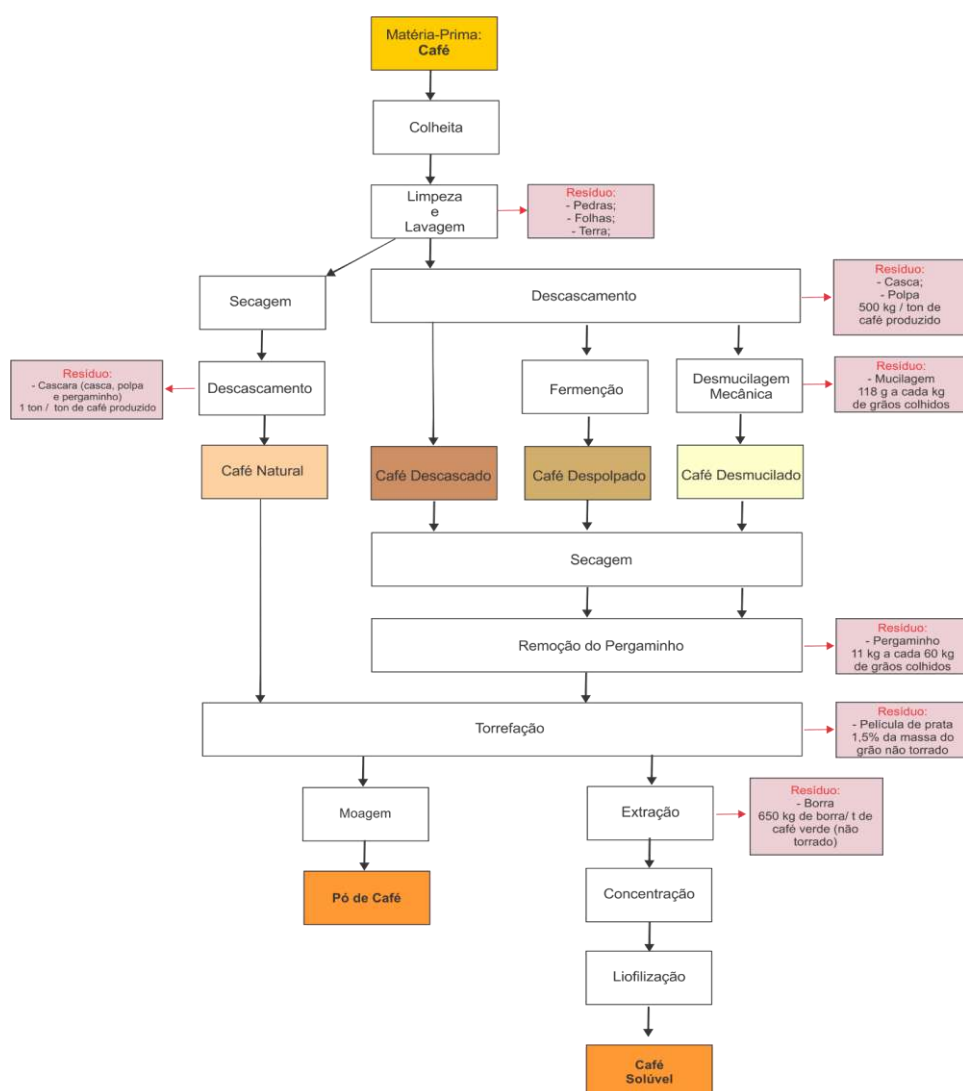 Matéria-Prima:
Café
Colheita
Limpeza
e
Lavagem
Resíduo:
- Pedras;
- Folhas;
- Terra;
Secagem
Descascamento
Resíduo:
- Casca;
- Polpa
500 kg / ton de
café produzido
Resíduo:
- Cascara (casca, polpa
e pergaminho)
1 ton / ton de café produzido
Descascamento
Fermenção
Desmucilagem
Mecânica
Resíduo:
- Mucilagem
118 g a cada kg
de grãos colhidos
Café Natural
Café Descascado
Café Despolpado
Café Desmucilado
Secagem
Remoção do Pergaminho
Resíduo:
- Pergaminho
11 kg a cada 60 kg
de grãos colhidos
Torrefação
Resíduo:
- Película de prata
1,5% da massa do
grão não torrado
Moagem
Extração
Resíduo:
- Borra
650 kg de borra/ t de
café verde (não
torrado)
Pó de Café
Concentração
Liofilização
Café
Solúvel